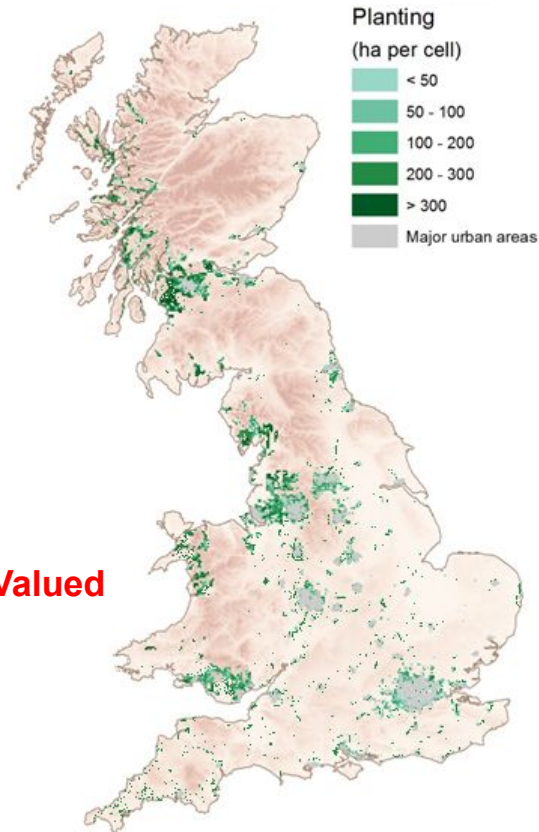 Planting
(ha per cell)
< 50
50 - 100
100 - 200
200 - 300
> 300
Major urban areas
Valued